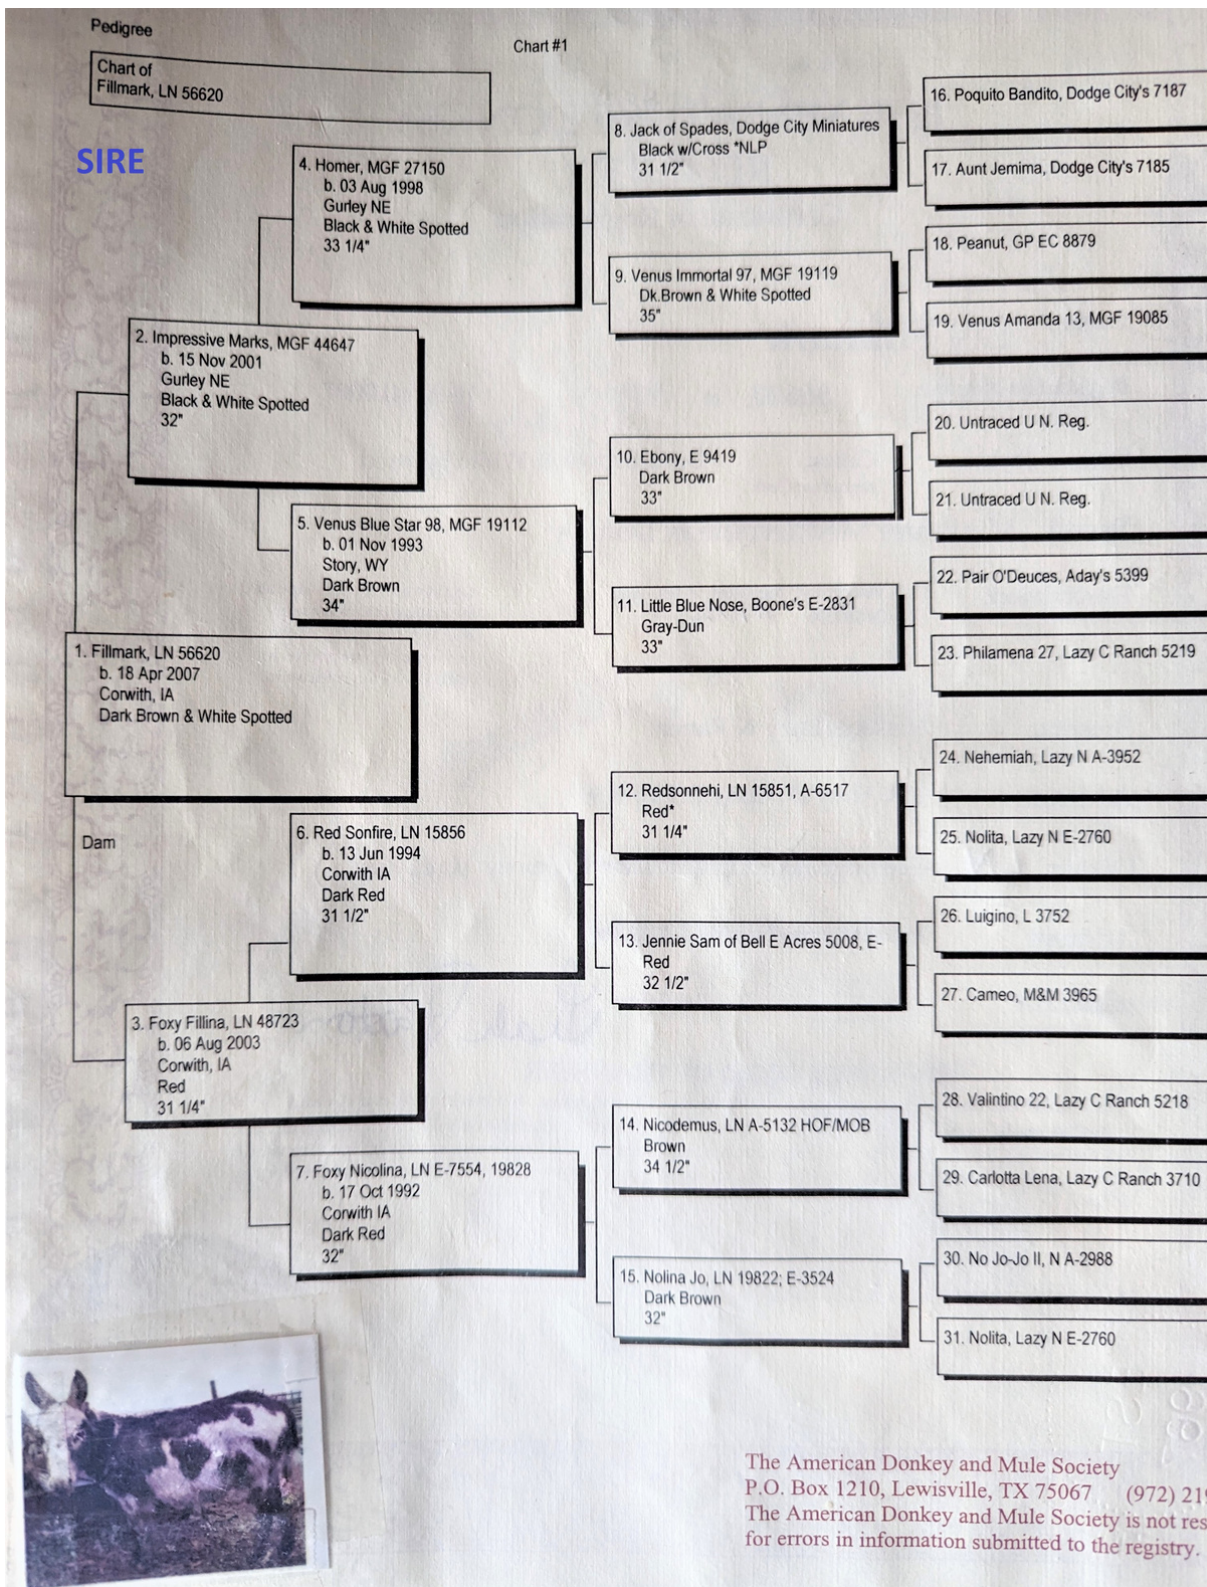 Pedigree
Chart #1
Chart of
Fillmark, LN 56620
SIRE
1. Fillmark, LN 56620
b. 18 Apr 2007
Corwith, IA
Dark Brown & White Spotted
Dam
2. Impressive Marks, MGF 44647
b. 15 Nov 2001
Gurley NE
Black & White Spotted
32"
3. Foxy Fillina, LN 48723
b. 06 Aug 2003
Corwith, IA
Red
31 1/4"
4. Homer, MGF 27150
b. 03 Aug 1998
Gurley NE
Black & White Spotted
33 1/4"
5. Venus Blue Star 98, MGF 19112
b. 01 Nov 1993
Story, WY
Dark Brown
34"
6. Red Sonfire, LN 15856
b. 13 Jun 1994
Corwith IA
Dark Red
31 1/2"
7. Foxy Nicolina, LN E-7554, 19828
b. 17 Oct 1992
Corwith IA
Dark Red
32"
8. Jack of Spades, Dodge City Miniatures
Black w/Cross *NLP
31 1/2"
9. Venus Immortal 97, MGF 19119
Dk.Brown & White Spotted
35"
10. Ebony, E 9419
Dark Brown
33"
11. Little Blue Nose, Boone's E-2831
Gray-Dun
33"
12. Redsonnehi, LN 15851, A-6517
Red*
31 1/4"
13. Jennie Sam of Bell E Acres 5008, E-
Red
32 1/2"
14. Nicodemus, LN A-5132 HOF/MOB
Brown
34 1/2"
15. Nolina Jo, LN 19822; E-3524
Dark Brown
32"
16. Poquito Bandito, Dodge City's 7187
17. Aunt Jemima, Dodge City's 7185
18. Peanut, GP EC 8879
19. Venus Amanda 13, MGF 19085
20. Untraced U N. Reg.
21. Untraced U N. Reg.
22. Pair O'Deuces, Aday's 5399
23. Philamena 27, Lazy C Ranch 5219
24. Nehemiah, Lazy N A-3952
25. Nolita, Lazy N E-2760
26. Luigino, L 3752
27. Cameo, M&M 3965
28. Valintino 22, Lazy C Ranch 5218
29. Carlotta Lena, Lazy C Ranch 3710
30. No Jo-Jo II, N A-2988
31. Nolita, Lazy N E-2760
The American Donkey and Mule Society
P.O. Box 1210, Lewisville, TX 75067 (972) 21
The American Donkey and Mule Society is not res
for errors in information submitted to the registry.